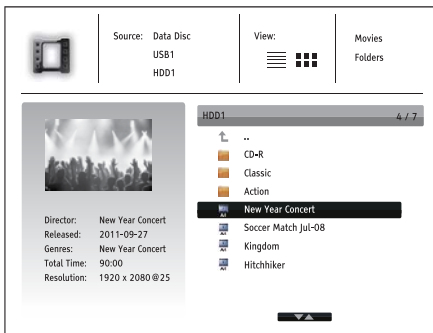 Source: Data Disc
USB1
HDD1
View:
Movies
Folders
HDD1 4 / 7
..
CD-R
Classic
Action
New Year Concert
Soccer Match Jul-08
Kingdom
Hitchhiker
Director: New Year Concert
Released: 2011-09-27
Genres: New Year Concert
Total Time: 90:00
Resolution: 1920 x 2080@25